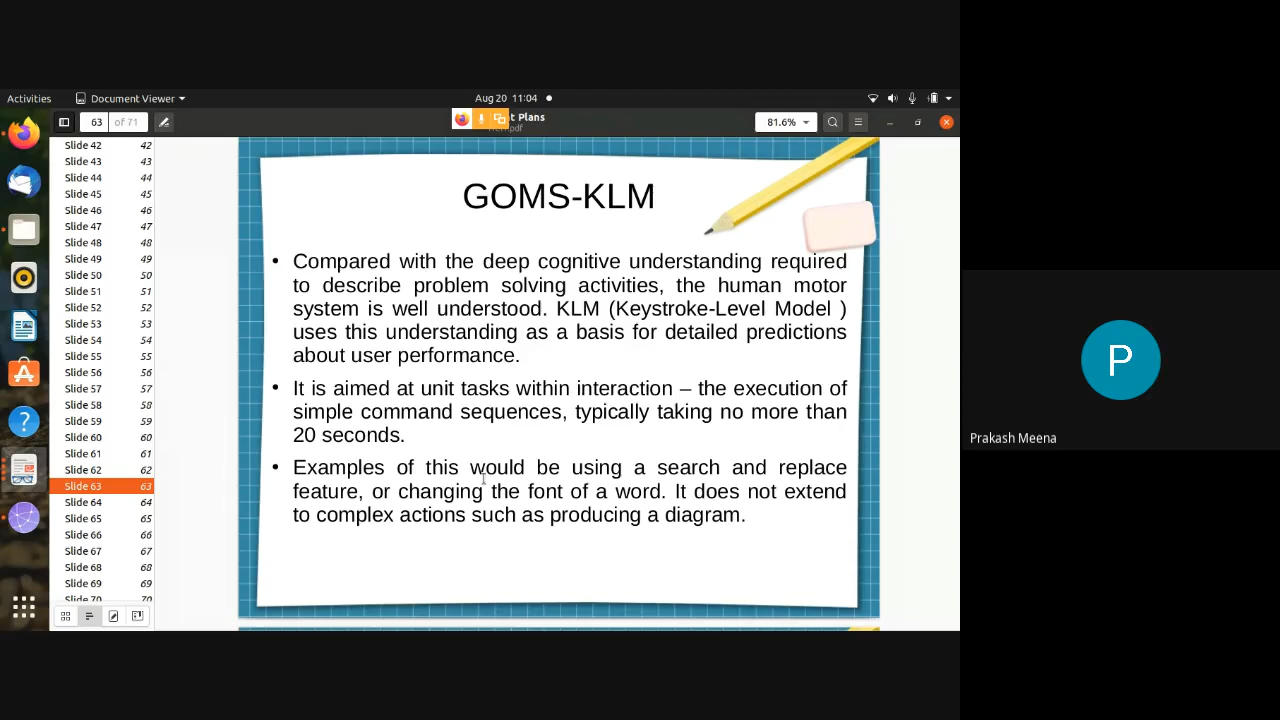 Activities
Document Viewer
Aug 20 11:04
63 of 71
t Plans
.pdf
81.6%
Slide 42 42
Slide 43 43
Slide 44 44
Slide 45 45
Slide 46 46
Slide 47 47
Slide 48 48
Slide 49 49
Slide 50 50
Slide 51 51
Slide 52 52
Slide 53 53
Slide 54 54
Slide 55 55
Slide 56 56
Slide 57 57
Slide 58 58
Slide 59 59
Slide 60 60
Slide 61 61
Slide 62 62
Slide 63 63
Slide 64 64
Slide 65 65
Slide 66 66
Slide 67 67
Slide 68 68
Slide 69 69
Slide 70 70
GOMS-KLM
• Compared with the deep cognitive understanding required
to describe problem solving activities, the human motor
system is well understood. KLM (Keystroke-Level Model )
uses this understanding as a basis for detailed predictions
about user performance.
• It is aimed at unit tasks within interaction – the execution of
simple command sequences, typically taking no more than
20 seconds.
• Examples of this would be using a search and replace
feature, or changing the font of a word. It does not extend
to complex actions such as producing a diagram.
P
Prakash Meena